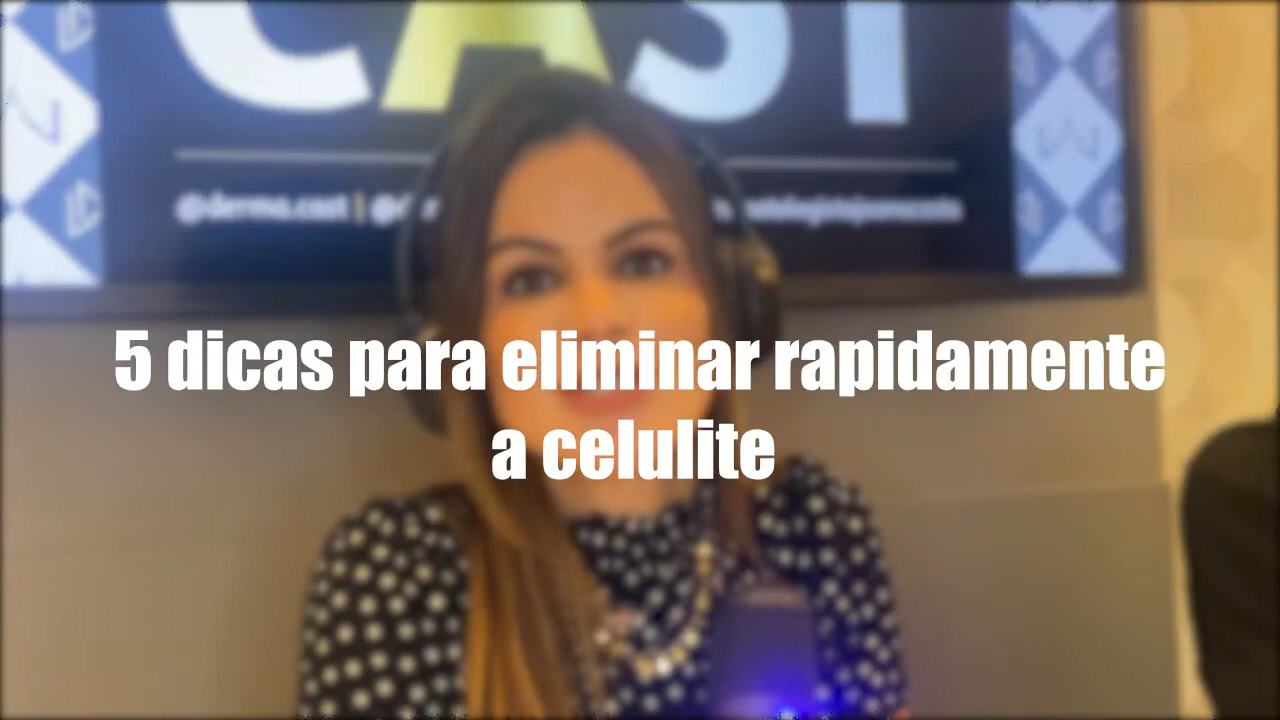 CAST
@derma.cast | @d
5 dicas para eliminar rapidamente
a celulite